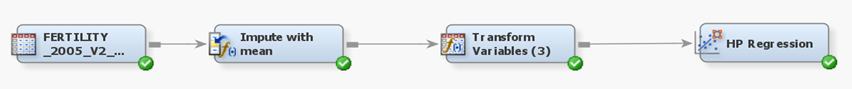 FERTILITY
_2005_V2_...
Impute with
mean
Transform
Variables (3)
HP Regression